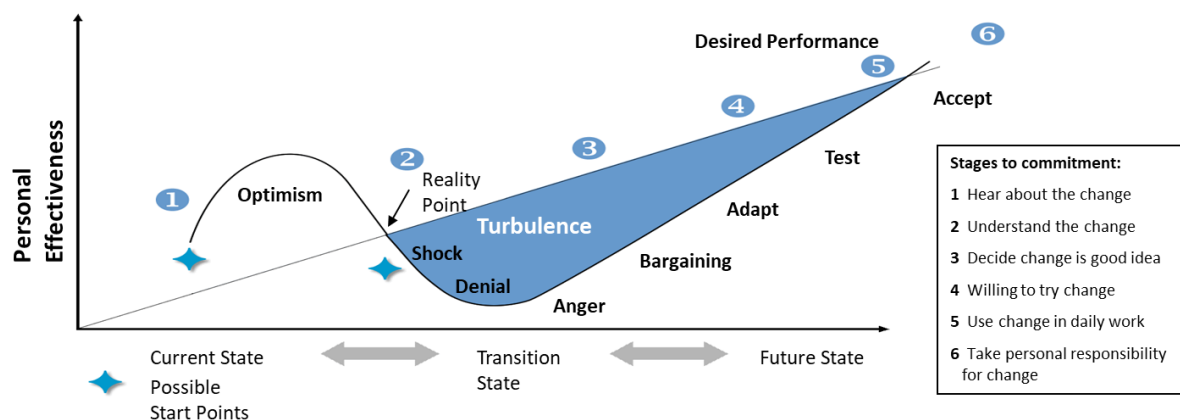 6
Desired Performance
5
Accept
4
Personal
Effectiveness
3
Test
2
Reality
Point
1
Optimism
Turbulence
Adapt
Shock
Bargaining
Denial
Anger
Current State
Transition
State
Future State
Possible
Start Points
Stages to commitment:
1 Hear about the change
2 Understand the change
3 Decide change is good idea
4 Willing to try change
5 Use change in daily work
6 Take personal responsibility
for change